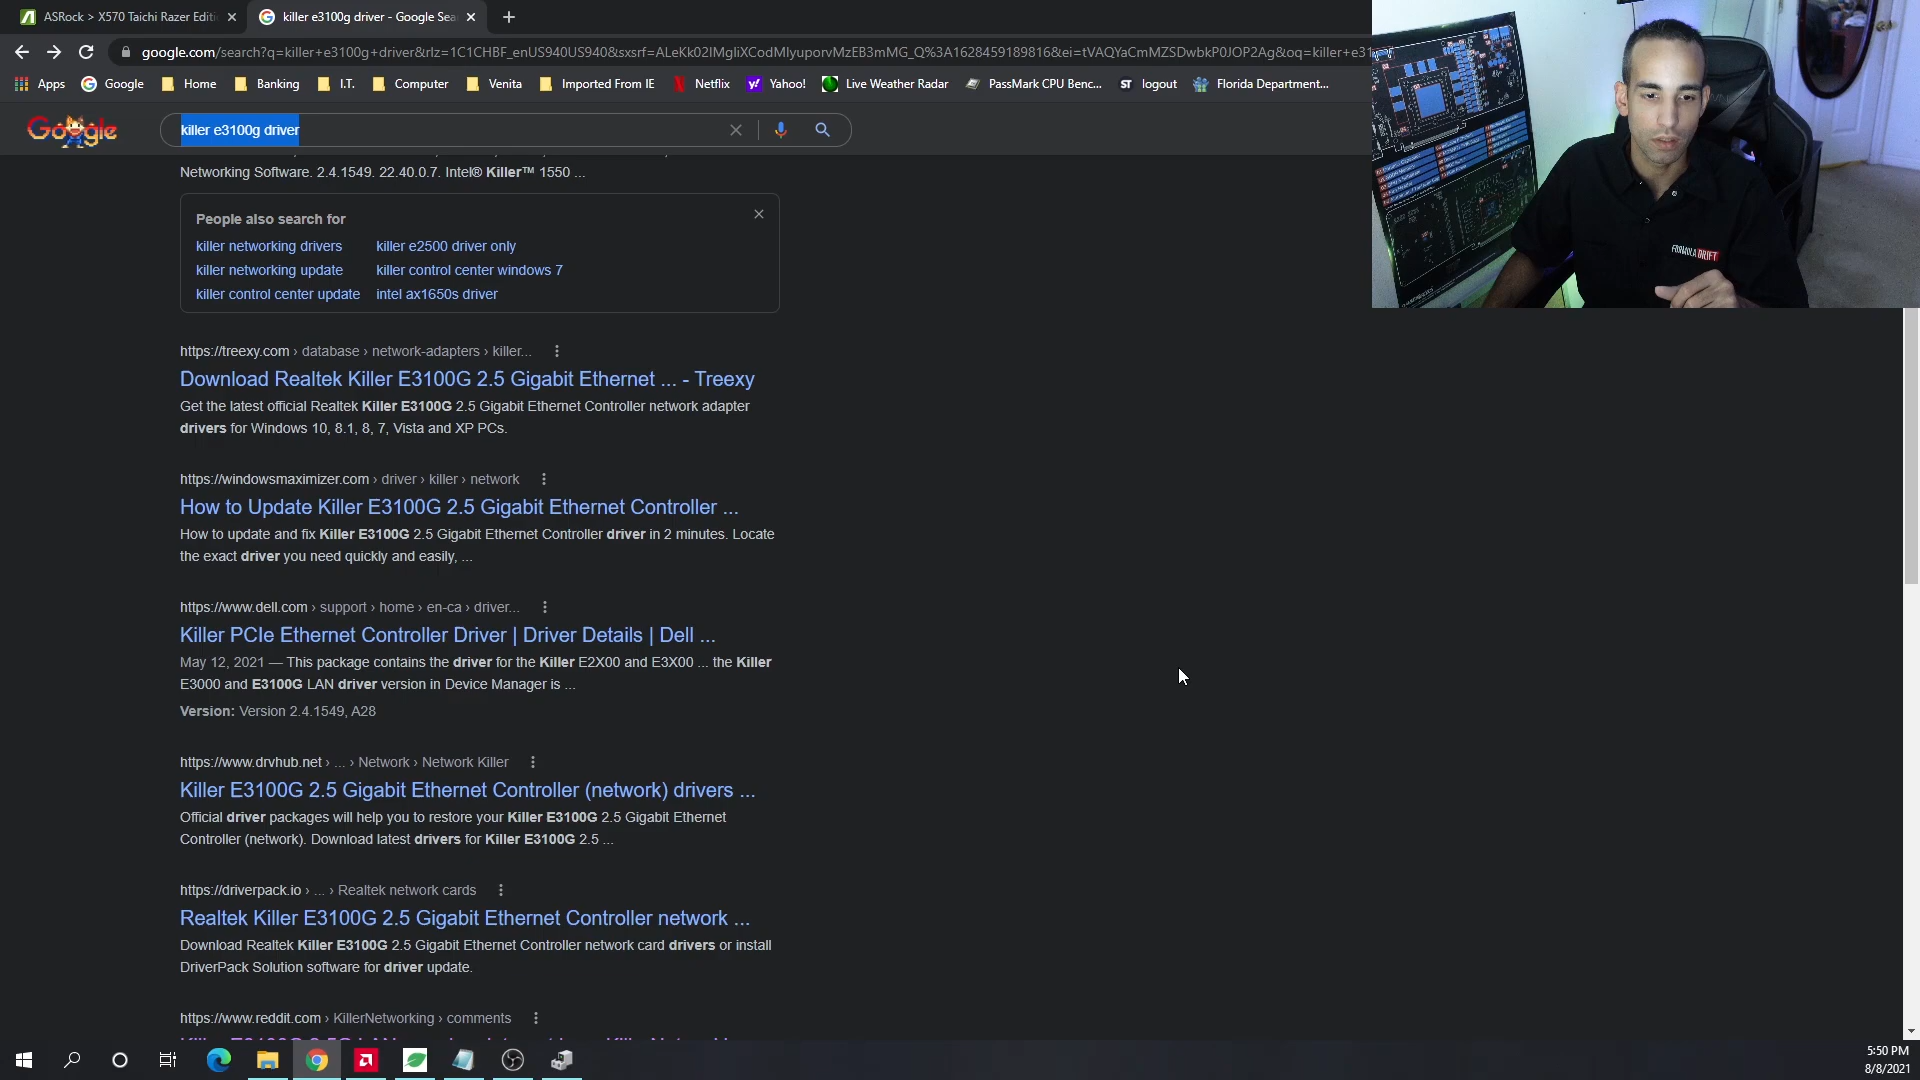 ASRock > X570 Taichi Razer Editi
killer e3100g driver - Google Sea
google.com/search?q=killer+e3100g+driver&rlz=1C1CHBF_enUS940US940&sxsrf=ALeKk02IMgliXCodMIyuporvMzEB3mMG_Q%3A1628459189816&ei=tVAQYaCmMZSDwbkP0JOP2Ag&oq=killer+e31
Apps Google Home Banking I.T. Computer Venita Imported From IE Netflix Yahoo! Live Weather Radar PassMark CPU Benc... logout Florida Department...
Google
killer e3100g driver
Networking Software. 2.4.1549. 22.40.0.7. Intel® Killer™ 1550 ...
People also search for
killer networking drivers killer e2500 driver only
killer networking update killer control center windows 7
killer control center update intel ax1650s driver
https://treexy.com › database › network-adapters › killer...
Download Realtek Killer E3100G 2.5 Gigabit Ethernet ... - Treexy
Get the latest official Realtek Killer E3100G 2.5 Gigabit Ethernet Controller network adapter
drivers for Windows 10, 8.1, 8, 7, Vista and XP PCs.
https://windowsmaximizer.com › driver › killer › network
How to Update Killer E3100G 2.5 Gigabit Ethernet Controller ...
How to update and fix Killer E3100G 2.5 Gigabit Ethernet Controller driver in 2 minutes. Locate
the exact driver you need quickly and easily, ...
https://www.dell.com › support › home › en-ca › driver...
Killer PCIe Ethernet Controller Driver | Driver Details | Dell ...
May 12, 2021 — This package contains the driver for the Killer E2X00 and E3X00 ... the Killer
E3000 and E3100G LAN driver version in Device Manager is ...
Version: Version 2.4.1549, A28
https://www.drvhub.net › ... › Network › Network Killer
Killer E3100G 2.5 Gigabit Ethernet Controller (network) drivers ...
Official driver packages will help you to restore your Killer E3100G 2.5 Gigabit Ethernet
Controller (network). Download latest drivers for Killer E3100G 2.5 ...
https://driverpack.io › ... › Realtek network cards
Realtek Killer E3100G 2.5 Gigabit Ethernet Controller network ...
Download Realtek Killer E3100G 2.5 Gigabit Ethernet Controller network card drivers or install
DriverPack Solution software for driver update.
https://www.reddit.com › KillerNetworking › comments
FORMULA DRIFT
5:50 PM
8/8/2021